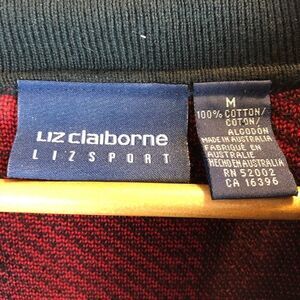 LIZ claiborne
LIZSPORT
M
100% COTTON/
COTON/
ALGODON
MADE IN AUSTRALIA
FABRIQUÉ EN
AUSTRALIE
HECHO EN AUSTRALIA
RN 52002
CA 16396